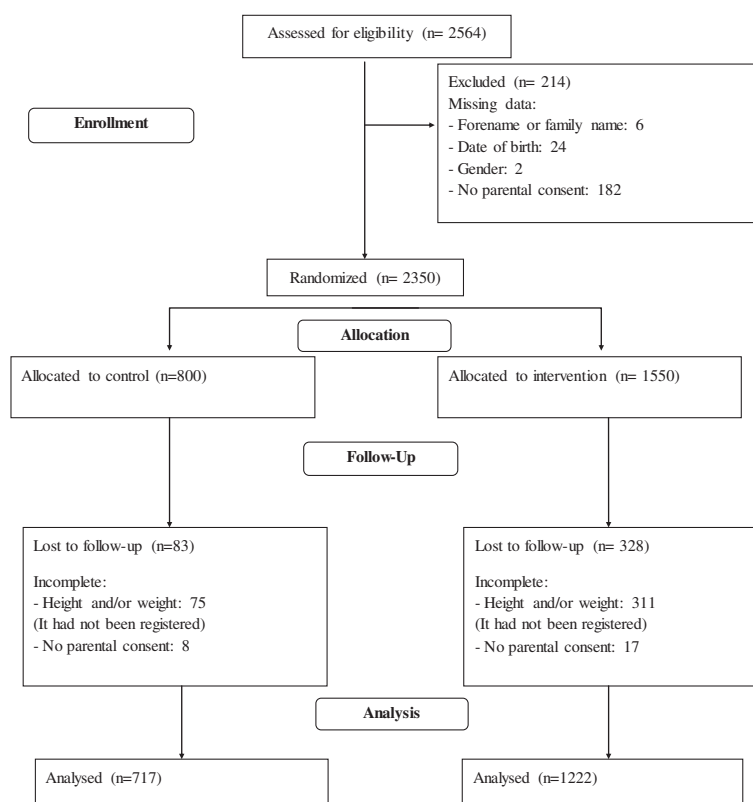 Assessed for eligibility (n= 2564)
Excluded (n= 214)
Missing data:
- Forename or family name: 6
- Date of birth: 24
- Gender: 2
- No parental consent: 182
Enrollment
Randomized (n= 2350)
Allocation
Allocated to control (n=800)
Allocated to intervention (n= 1550)
Follow-Up
Lost to follow-up (n=83)
Incomplete:
- Height and/or weight: 75
(It had not been registered)
- No parental consent: 8
Lost to follow-up (n= 328)
Incomplete:
- Height and/or weight: 311
(It had not been registered)
- No parental consent: 17
Analysis
Analysed (n=717)
Analysed (n=1222)